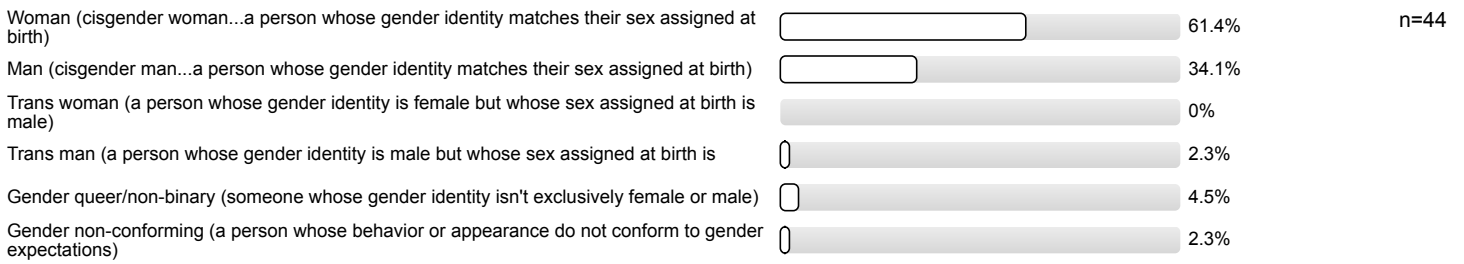 Woman (cisgender woman...a person whose gender identity matches their sex assigned at
birth)
61.4%
n=44
Man (cisgender man...a person whose gender identity matches their sex assigned at birth)
34.1%
Trans woman (a person whose gender identity is female but whose sex assigned at birth is
male)
0%
Trans man (a person whose gender identity is male but whose sex assigned at birth is
2.3%
Gender queer/non-binary (someone whose gender identity isn't exclusively female or male)
4.5%
Gender non-conforming (a person whose behavior or appearance do not conform to gender
expectations)
2.3%